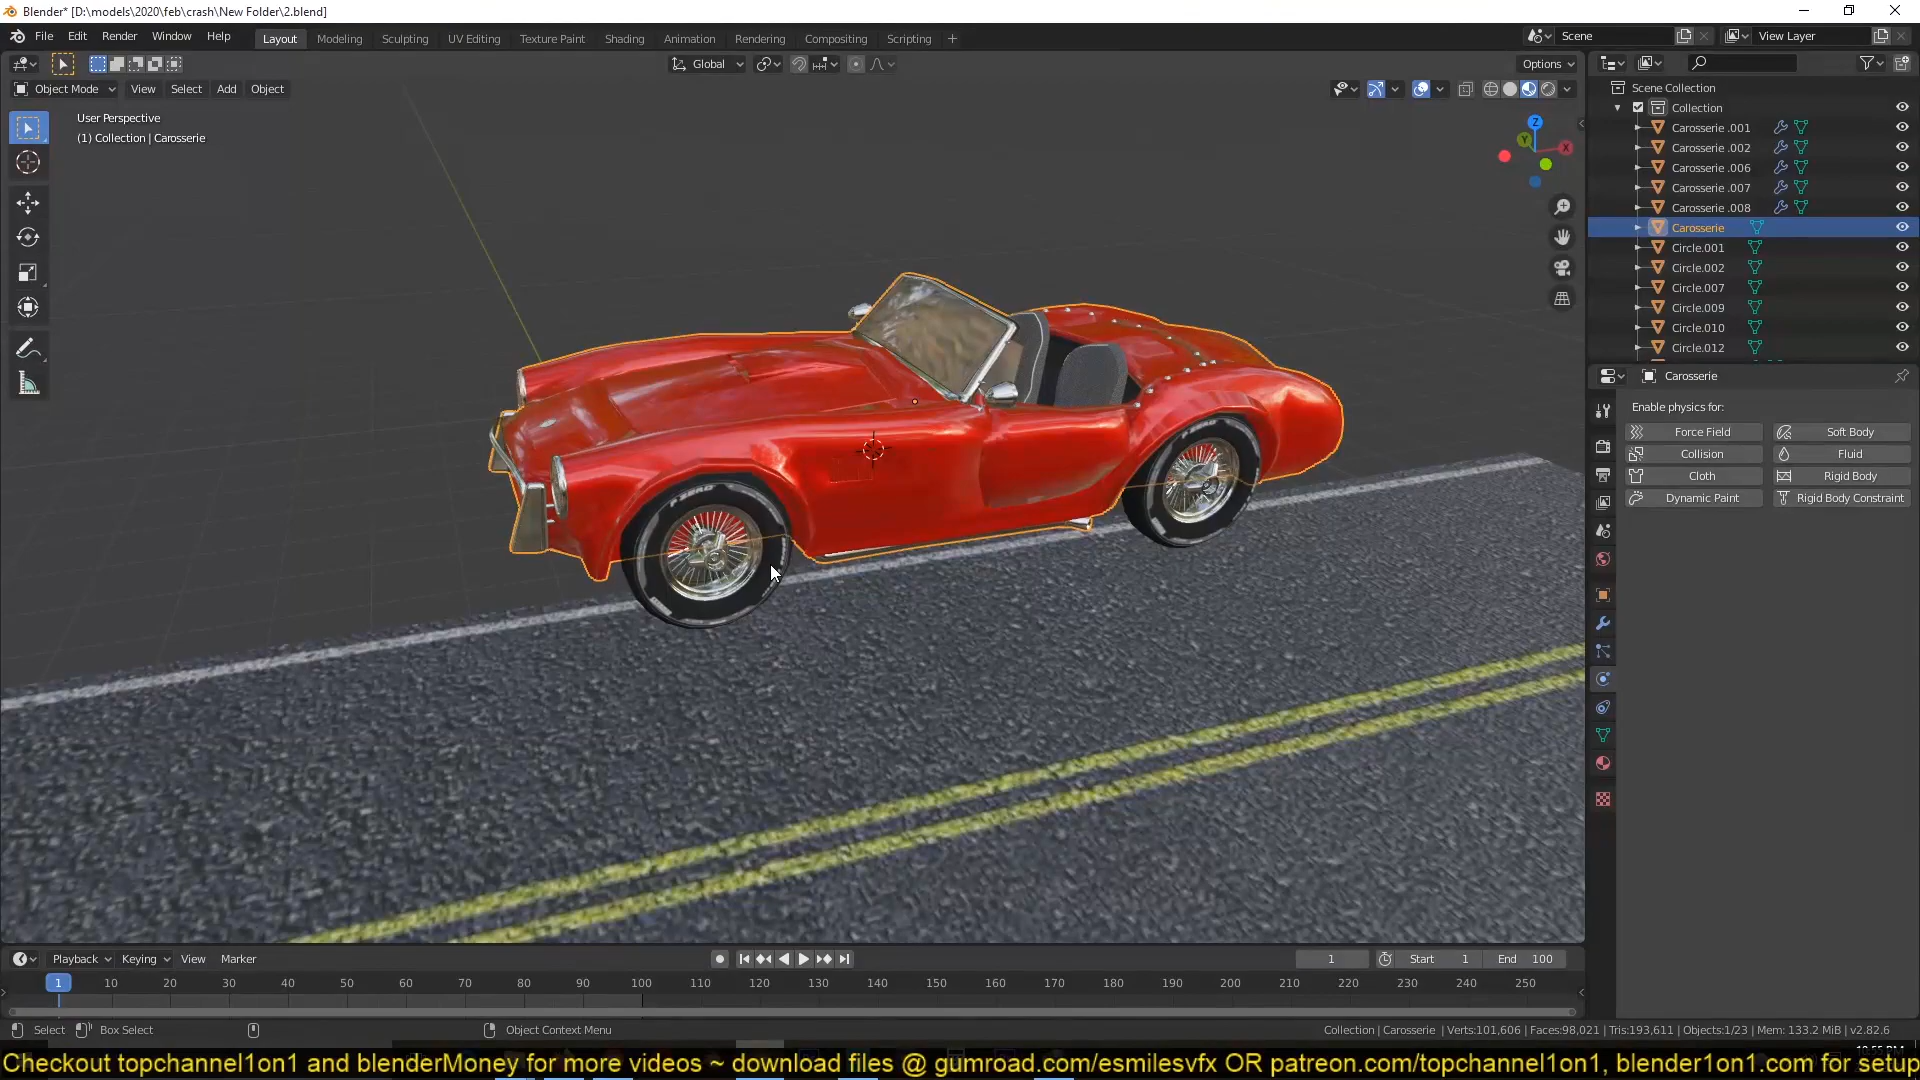 Blender* [D:\models\2020\feb\crash\New Folder\2.blend]
File Edit Render Window Help Layout Modeling Sculpting UV Editing Texture Paint Shading Animation Rendering Compositing Scripting + Scene View Layer
Global Options
Object Mode View Select Add Object
User Perspective
(1) Collection | Carosserie
Z
Y
X
Scene Collection
Collection
Carosserie .001
Carosserie .002
Carosserie .006
Carosserie .007
Carosserie .008
Carosserie
Circle.001
Circle.002
Circle.007
Circle.009
Circle.010
Circle.012
Carosserie
Enable physics for:
Force Field Soft Body
Collision Fluid
Cloth Rigid Body
Dynamic Paint Rigid Body Constraint
Playback Keying View Marker 1 Start 1 End 100
1 10 20 30 40 50 60 70 80 90 100 110 120 130 140 150 160 170 180 190 200 210 220 230 240 250
Select Box Select Object Context Menu Collection | Carosserie | Verts:101,606 | Faces:98,021 | Tris:193,611 | Objects:1/23 | Mem: 133.2 MiB | v2.82.6
Checkout topchannel1on1 and blenderMoney for more videos ~ download files @ gumroad.com/esmilesvfx OR patreon.com/topchannel1on1, blender1on1.com for setup